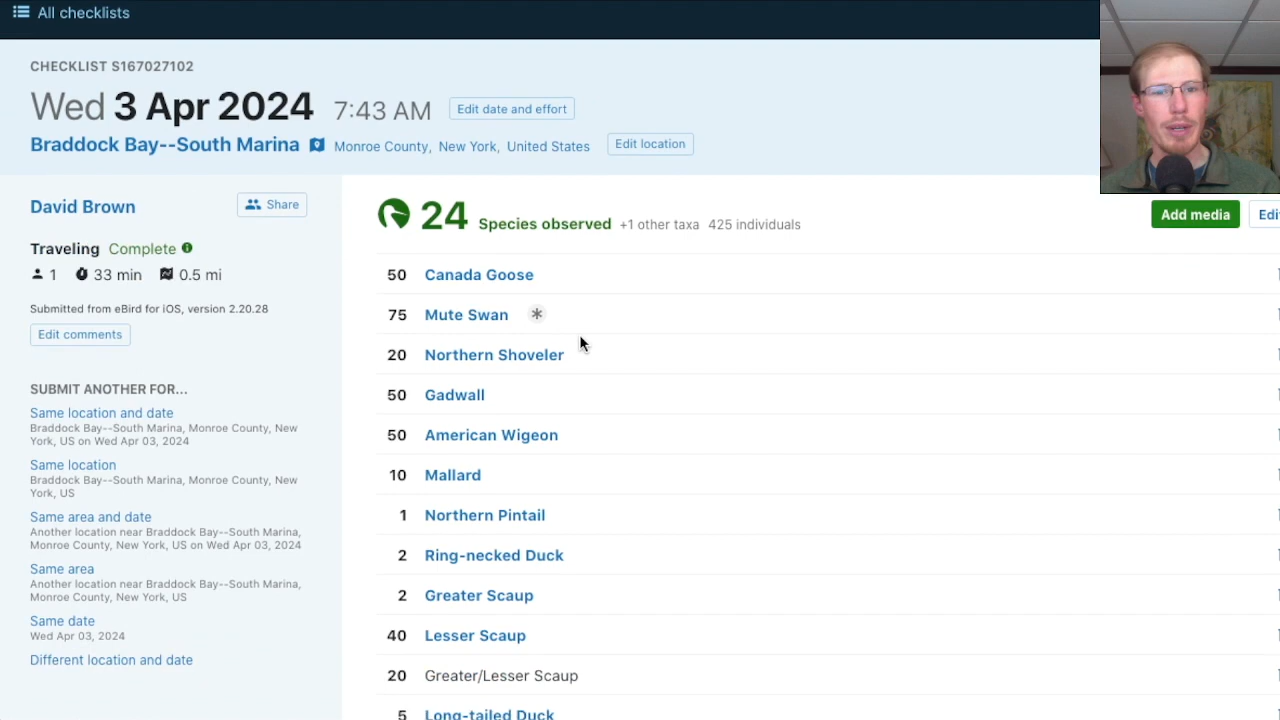 All checklists
CHECKLIST S167027102
Wed 3 Apr 2024 7:43 AM Edit date and effort
Braddock Bay--South Marina Monroe County, New York, United States Edit location
David Brown Share
Traveling Complete
1 33 min 0.5 mi
Submitted from eBird for iOS, version 2.20.28
Edit comments
SUBMIT ANOTHER FOR...
Same location and date
Braddock Bay--South Marina, Monroe County, New
York, US on Wed Apr 03, 2024
Same location
Braddock Bay--South Marina, Monroe County, New
York, US
Same area and date
Another location near Braddock Bay--South Marina,
Monroe County, New York, US on Wed Apr 03, 2024
Same area
Another location near Braddock Bay--South Marina,
Monroe County, New York, US
Same date
Wed Apr 03, 2024
Different location and date
24 Species observed +1 other taxa 425 individuals
Add media
50 Canada Goose
75 Mute Swan *
20 Northern Shoveler
50 Gadwall
50 American Wigeon
10 Mallard
1 Northern Pintail
2 Ring-necked Duck
2 Greater Scaup
40 Lesser Scaup
20 Greater/Lesser Scaup
5 Long-tailed Duck